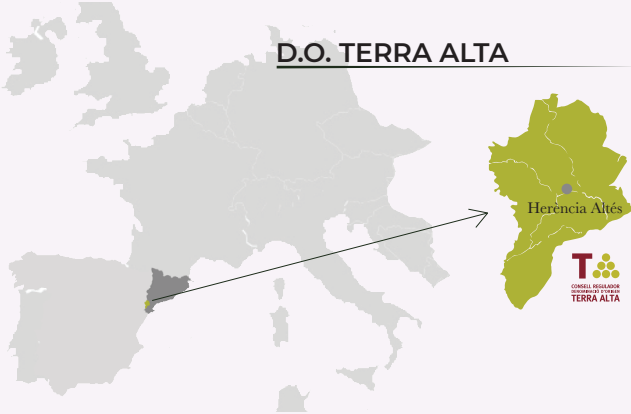 D.O. TERRA ALTA
Herència Altés
T
CONSELL REGULADOR
DENOMINACIÓ D'ORIGEN
TERRA ALTA